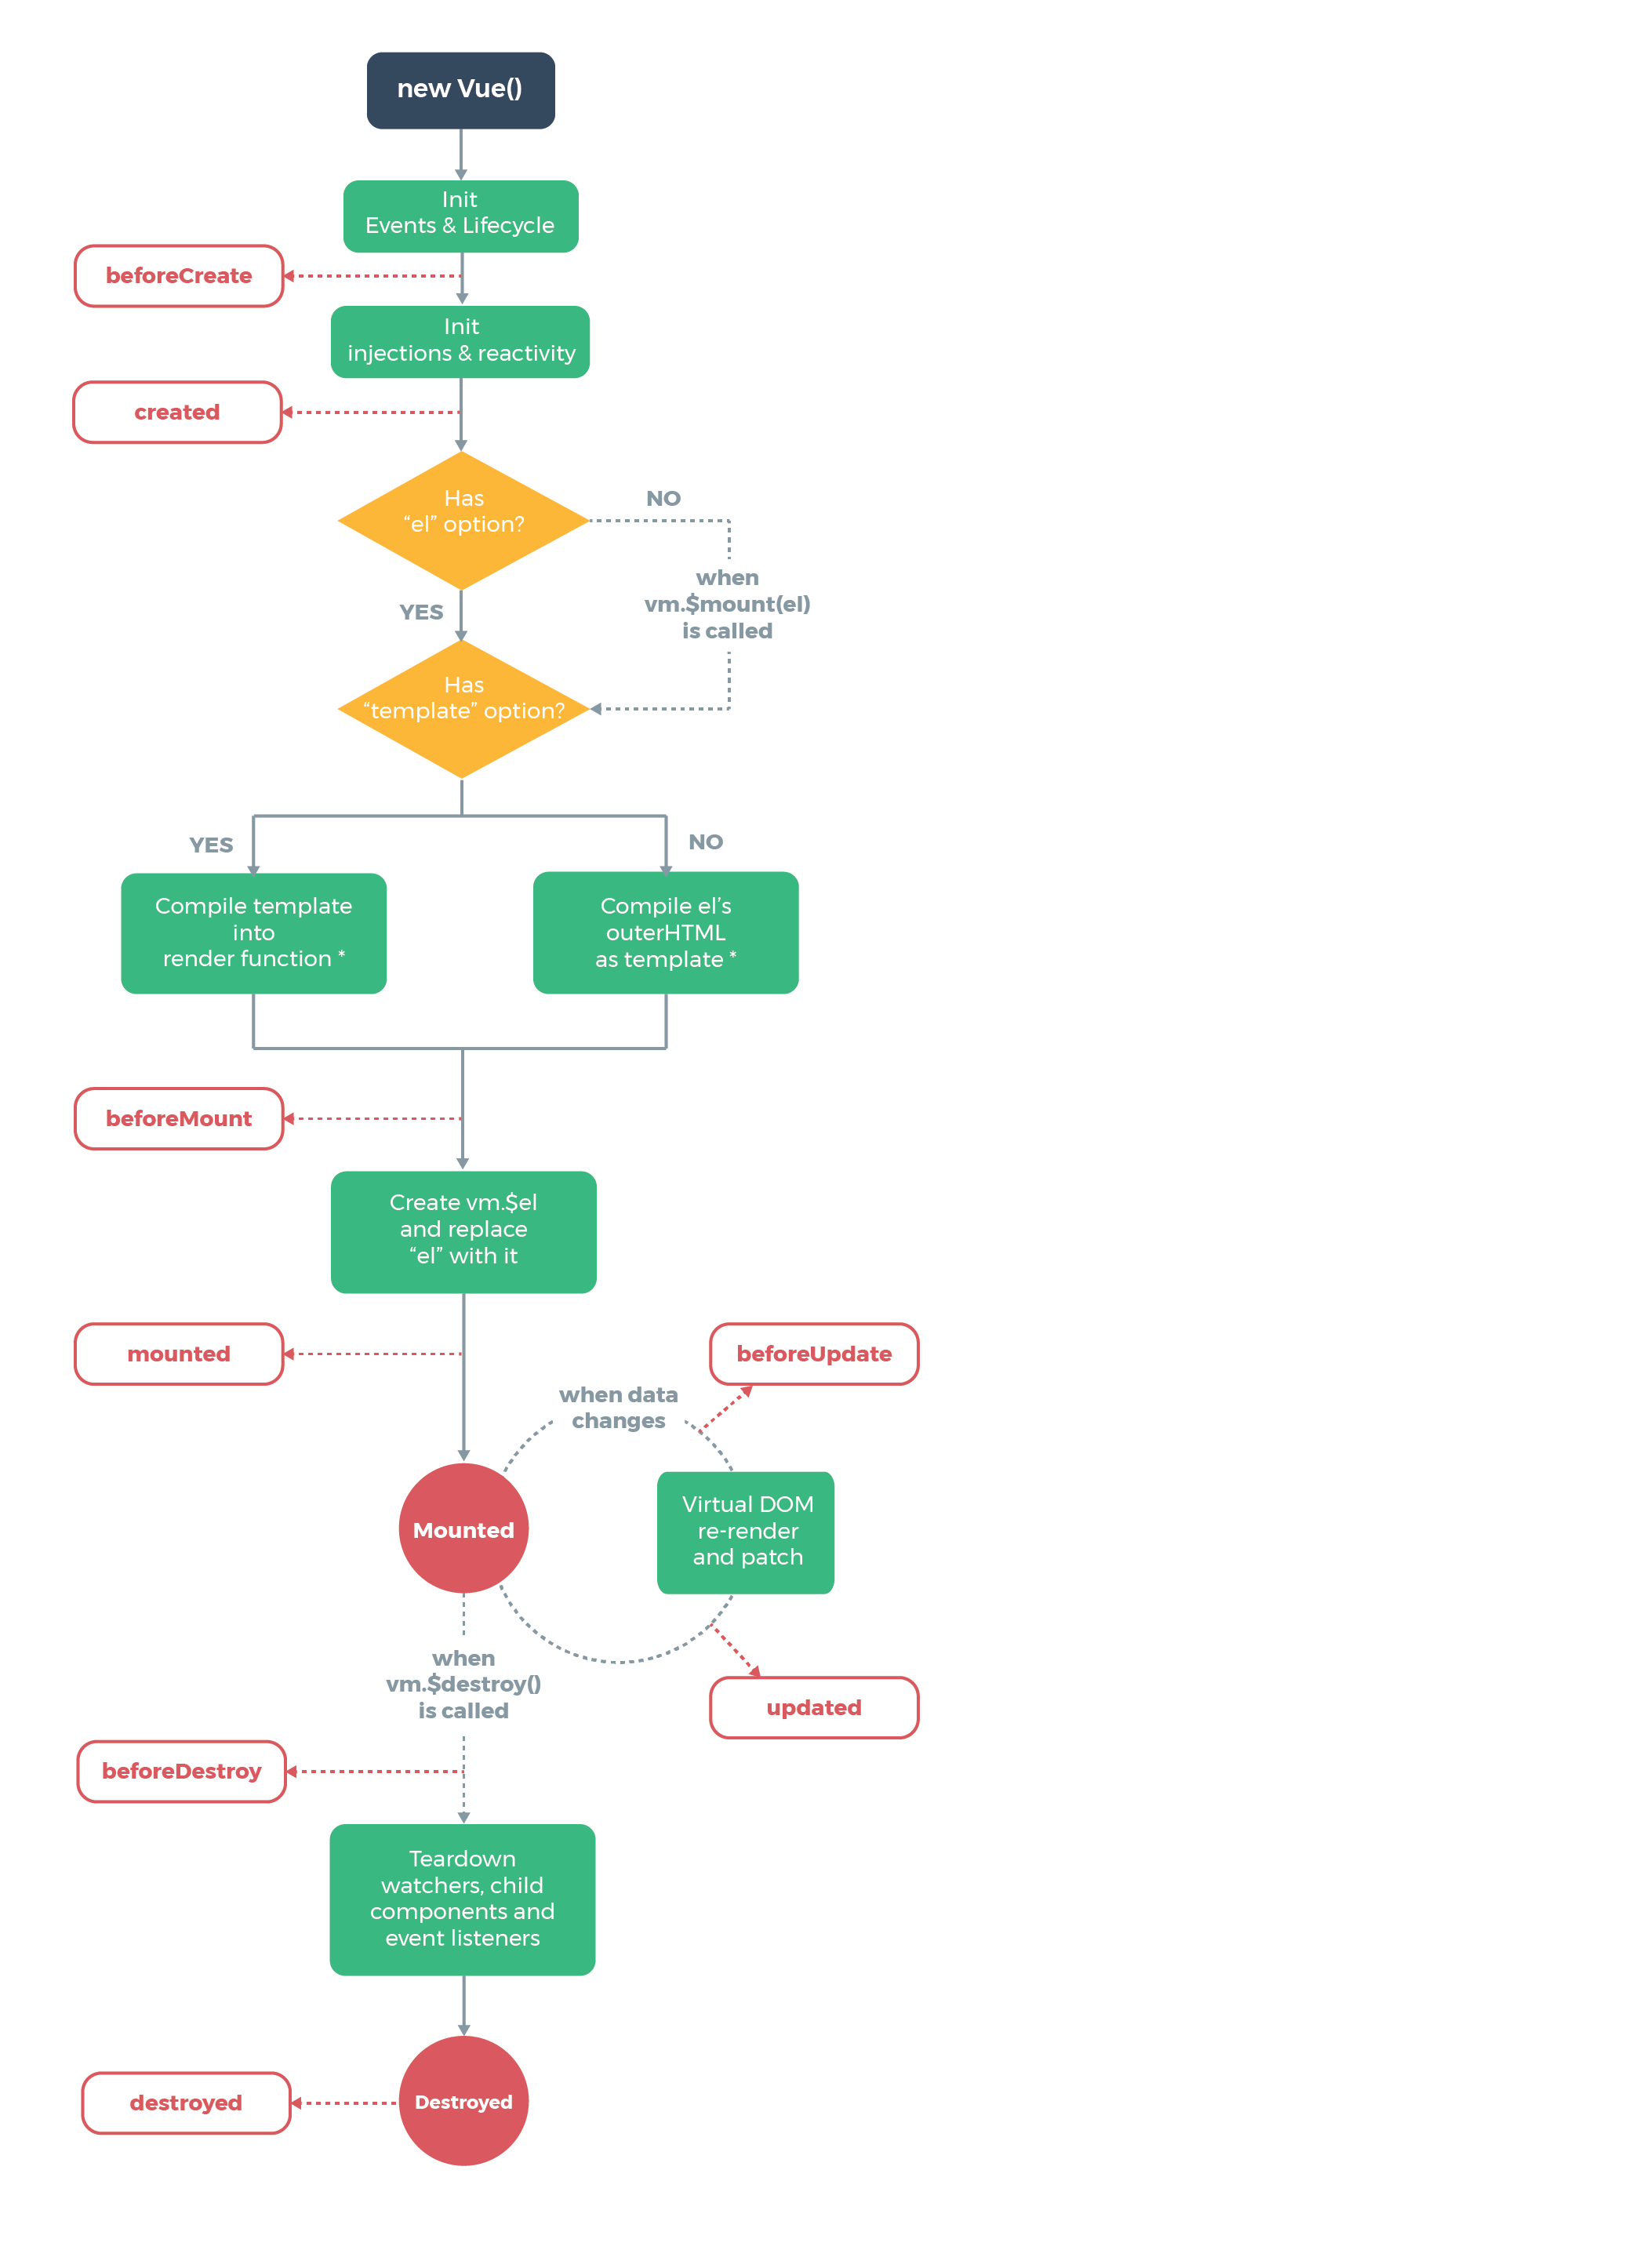 new Vue()
Init
Events & Lifecycle
beforeCreate
Init
injections & reactivity
created
Has
“el” option?
NO
when
vm.$mount(el)
is called
YES
Has
“template” option?
YES
NO
Compile template
into
render function *
Compile el’s
outerHTML
as template *
beforeMount
Create vm.$el
and replace
“el” with it
mounted
beforeUpdate
when data
changes
Mounted
Virtual DOM
re-render
and patch
when
vm.$destroy()
is called
updated
beforeDestroy
Teardown
watchers, child
components and
event listeners
destroyed
Destroyed